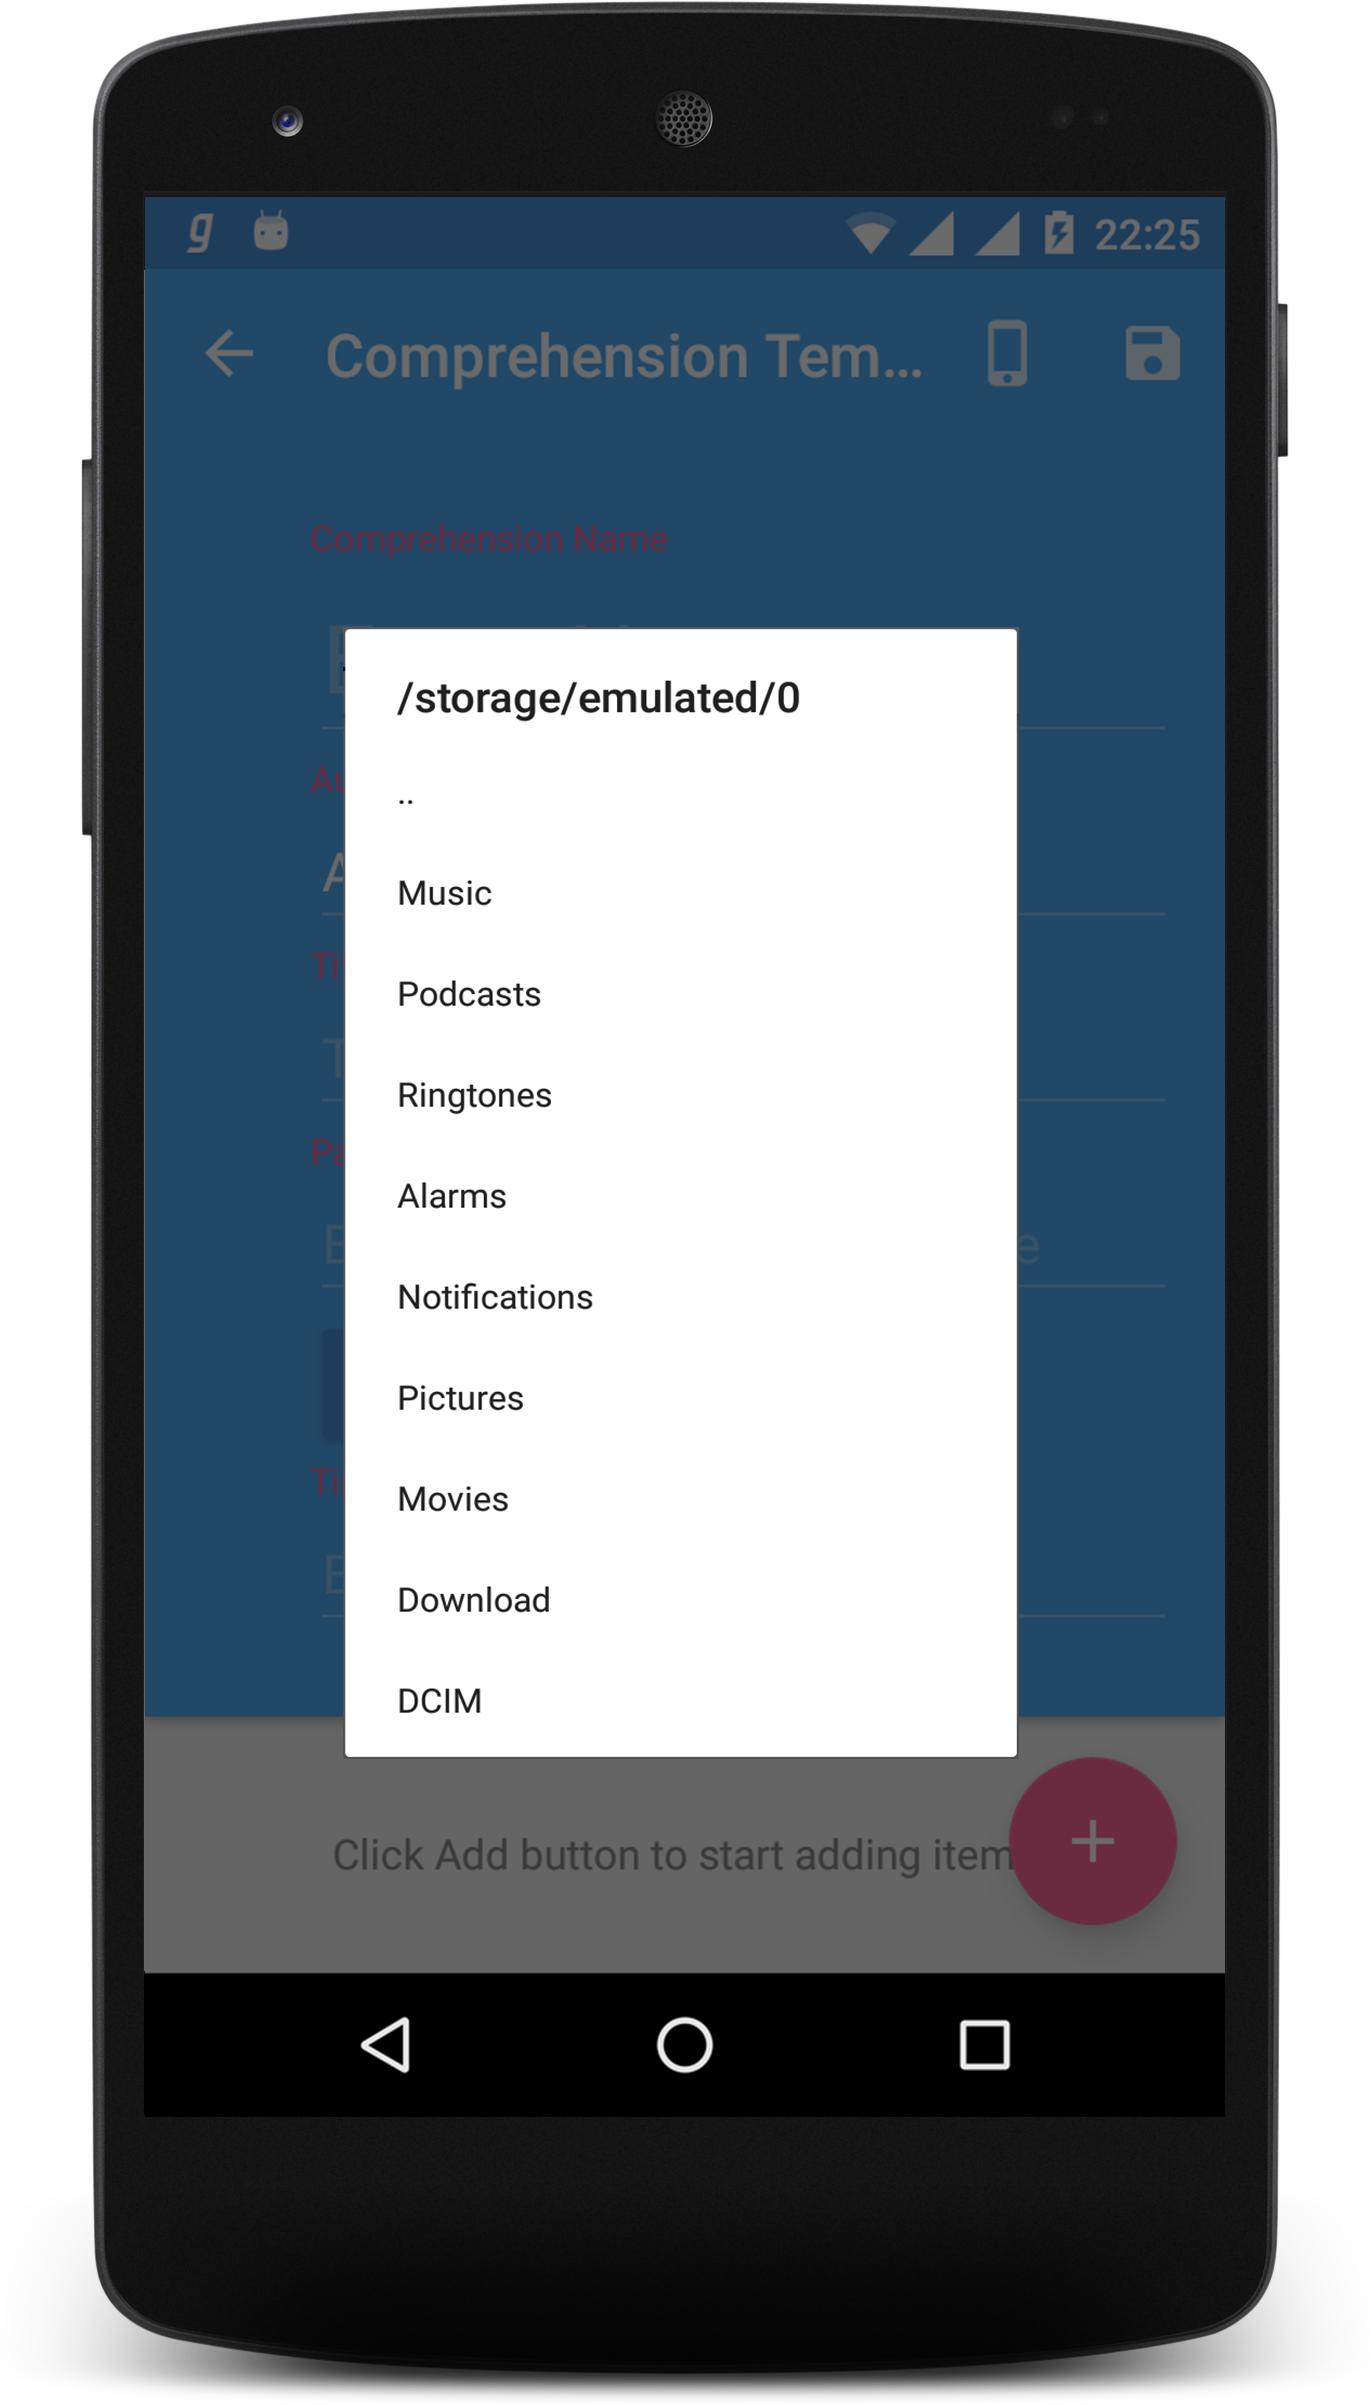 22:25
Comprehension Tem...
Comprehension Name
/storage/emulated/0
..
Music
Podcasts
Ringtones
Alarms
Notifications
Pictures
Movies
Download
DCIM
Click Add button to start adding item